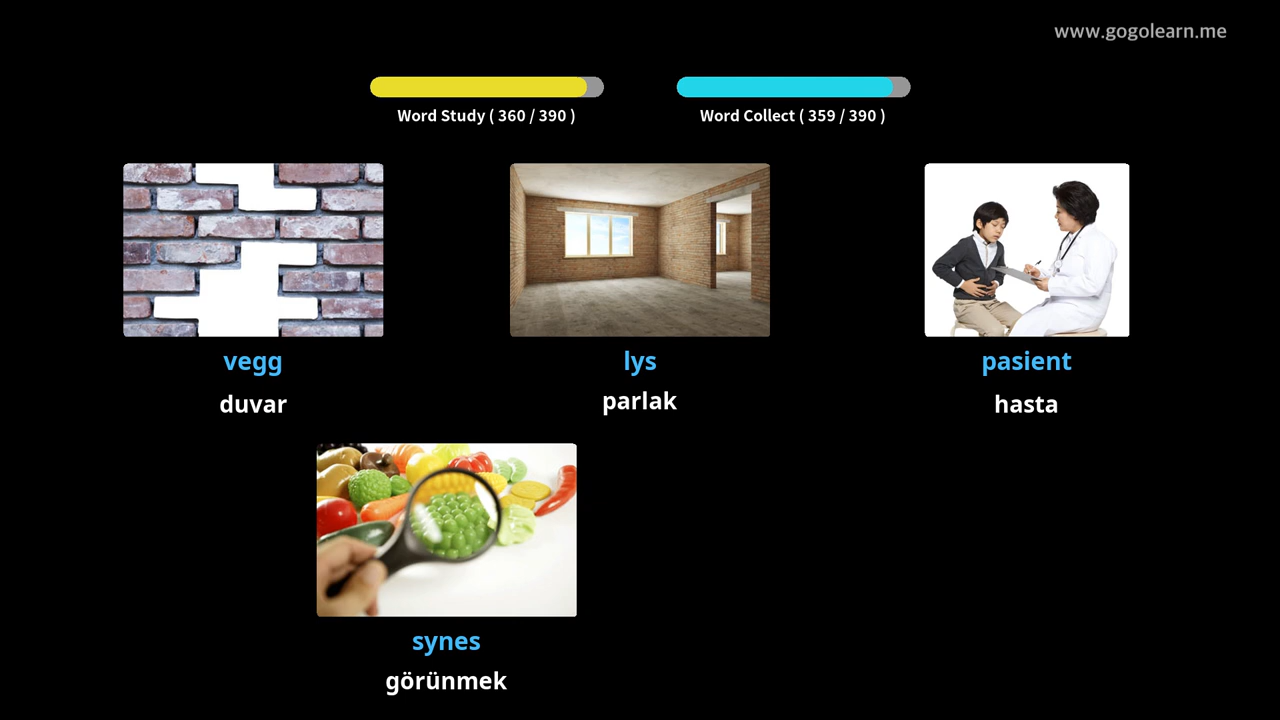 www.gogolearn.me
Word Study ( 360 / 390 )
Word Collect ( 359 / 390 )
vegg
duvar
lys
parlak
pasient
hasta
synes
görünmek